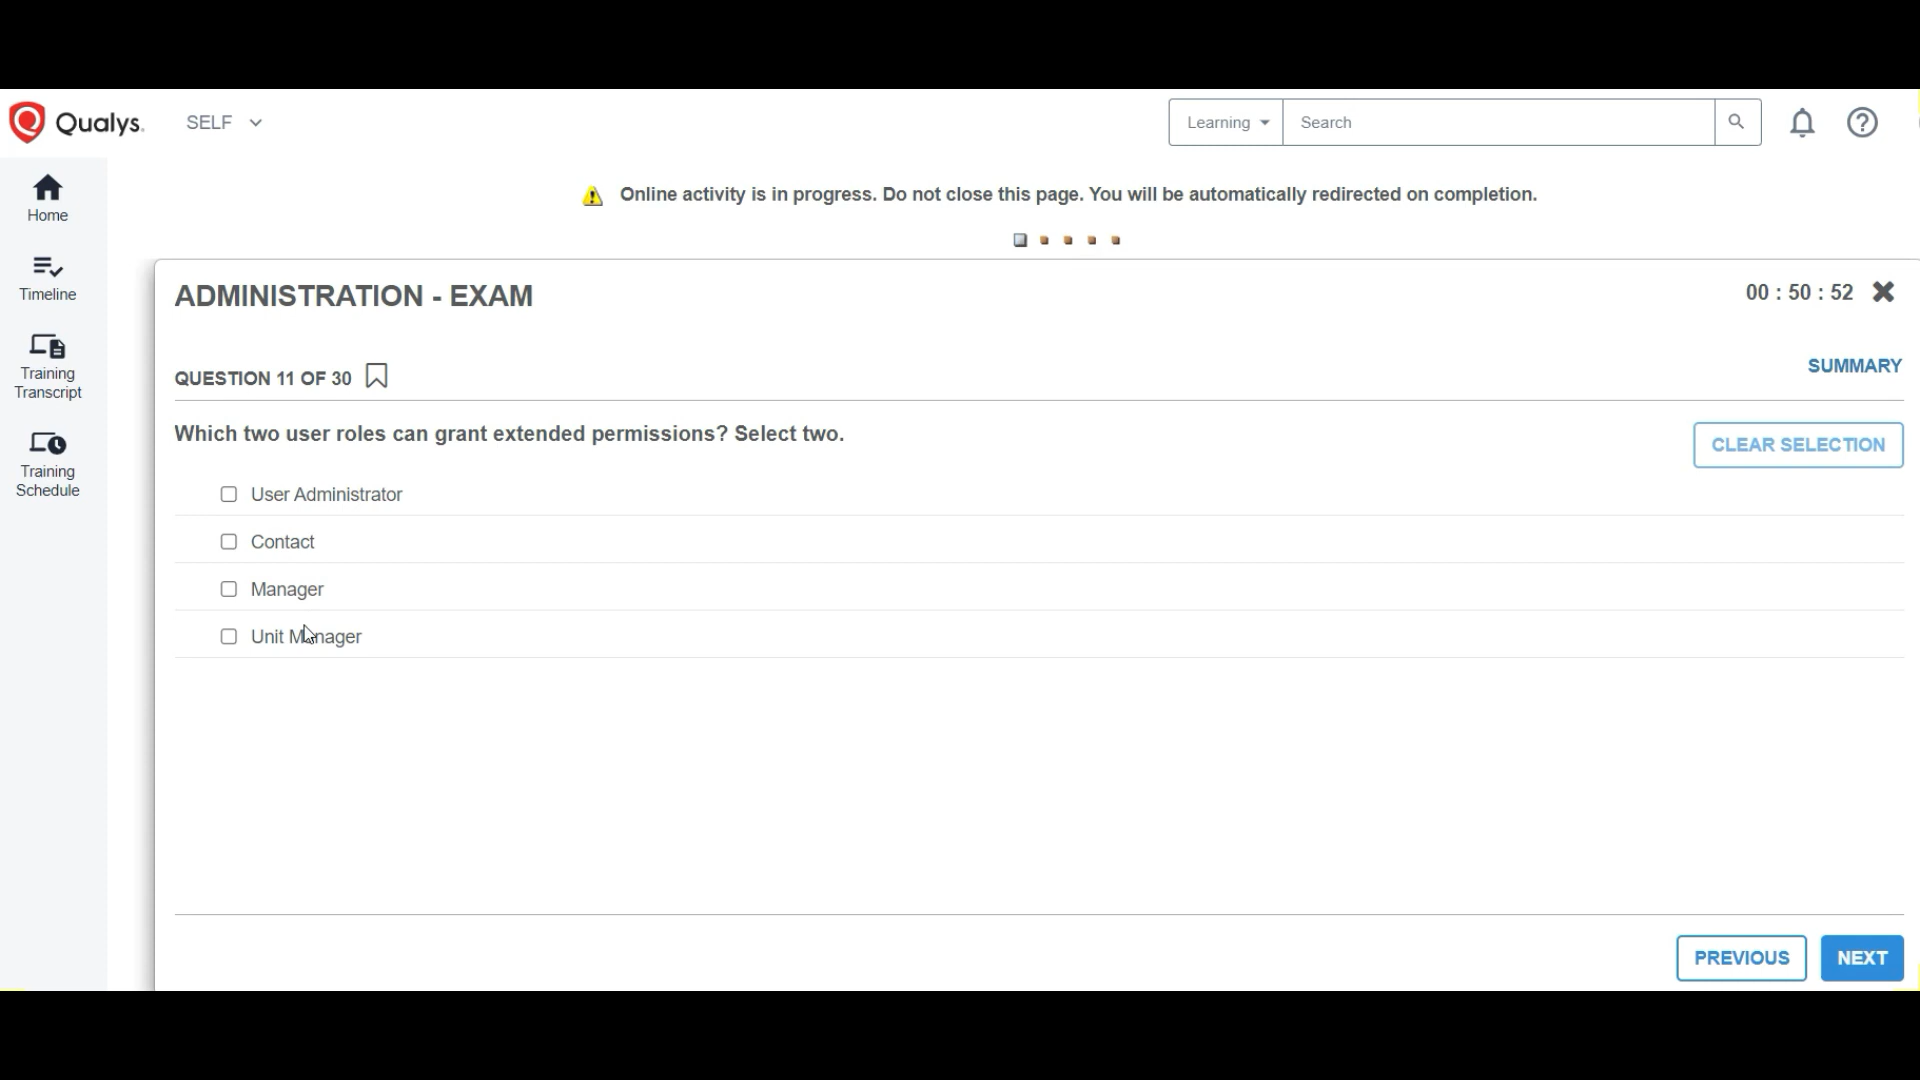 Qualys.
SELF
Learning
Search
Home
Timeline
Training
Transcript
Training
Schedule
Online activity is in progress. Do not close this page. You will be automatically redirected on completion.
ADMINISTRATION - EXAM
00 : 50 : 52
QUESTION 11 OF 30
SUMMARY
Which two user roles can grant extended permissions? Select two.
CLEAR SELECTION
User Administrator
Contact
Manager
Unit Manager
PREVIOUS
NEXT